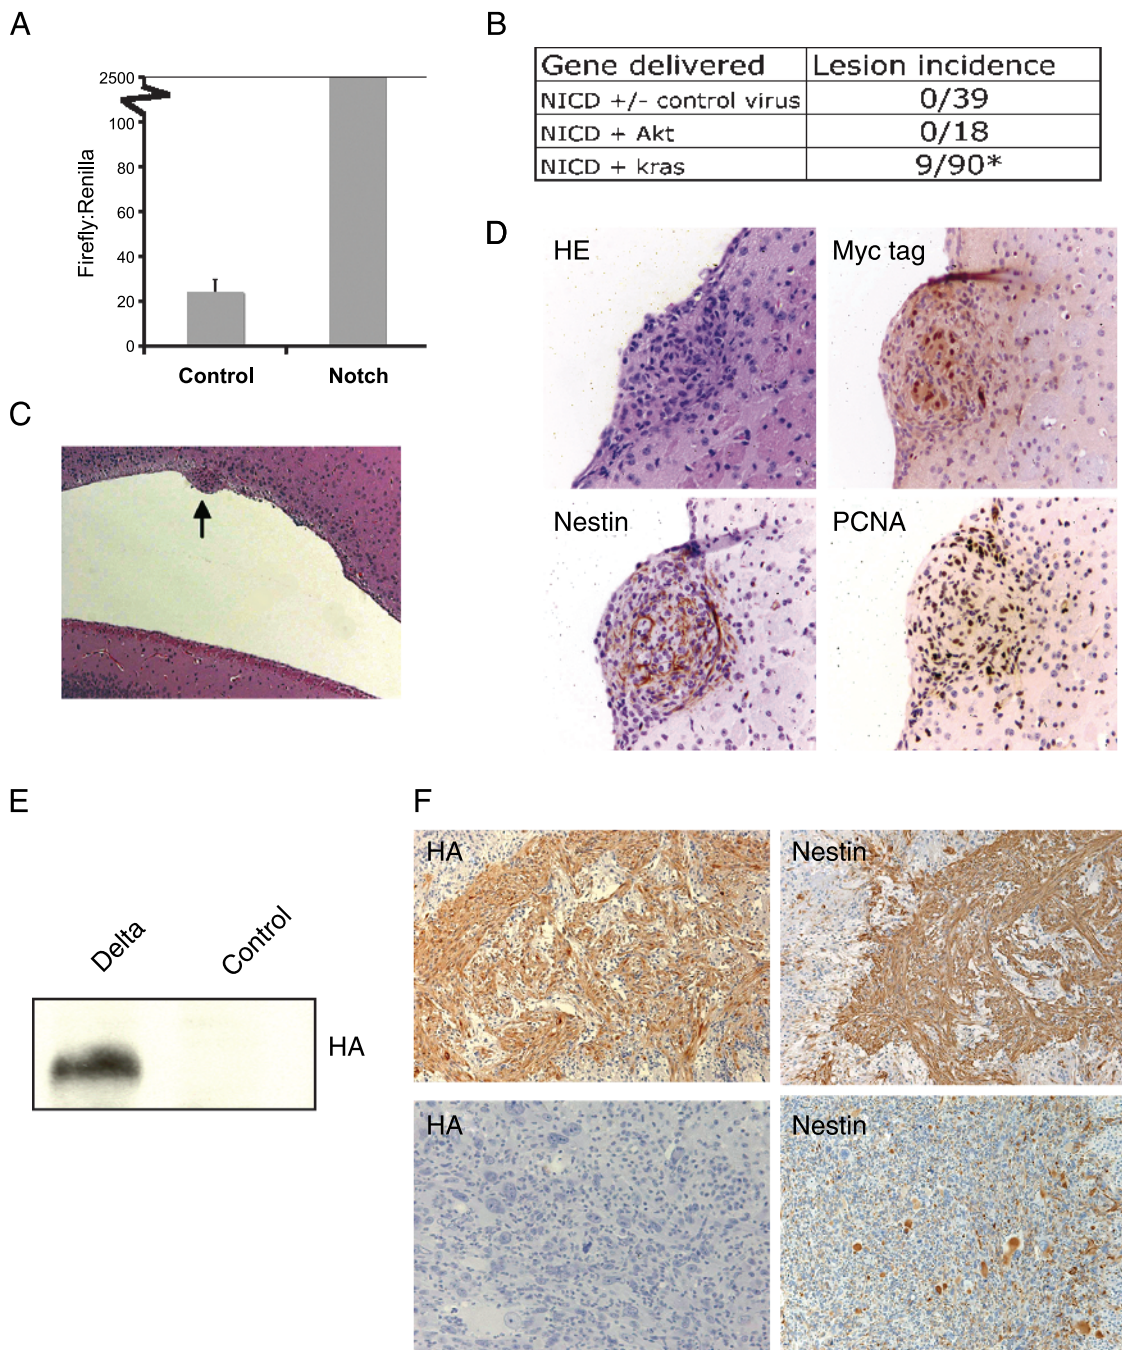 A
2500
100
80
60
40
20
0
Firefly:Renilla
Control
Notch
B
Gene delivered
Lesion incidence
NICD +/- control virus
0/39
NICD + Akt
0/18
NICD + kras
9/90*
C
D
HE
Myc tag
Nestin
PCNA
E
Delta
Control
HA
F
HA
Nestin
HA
Nestin